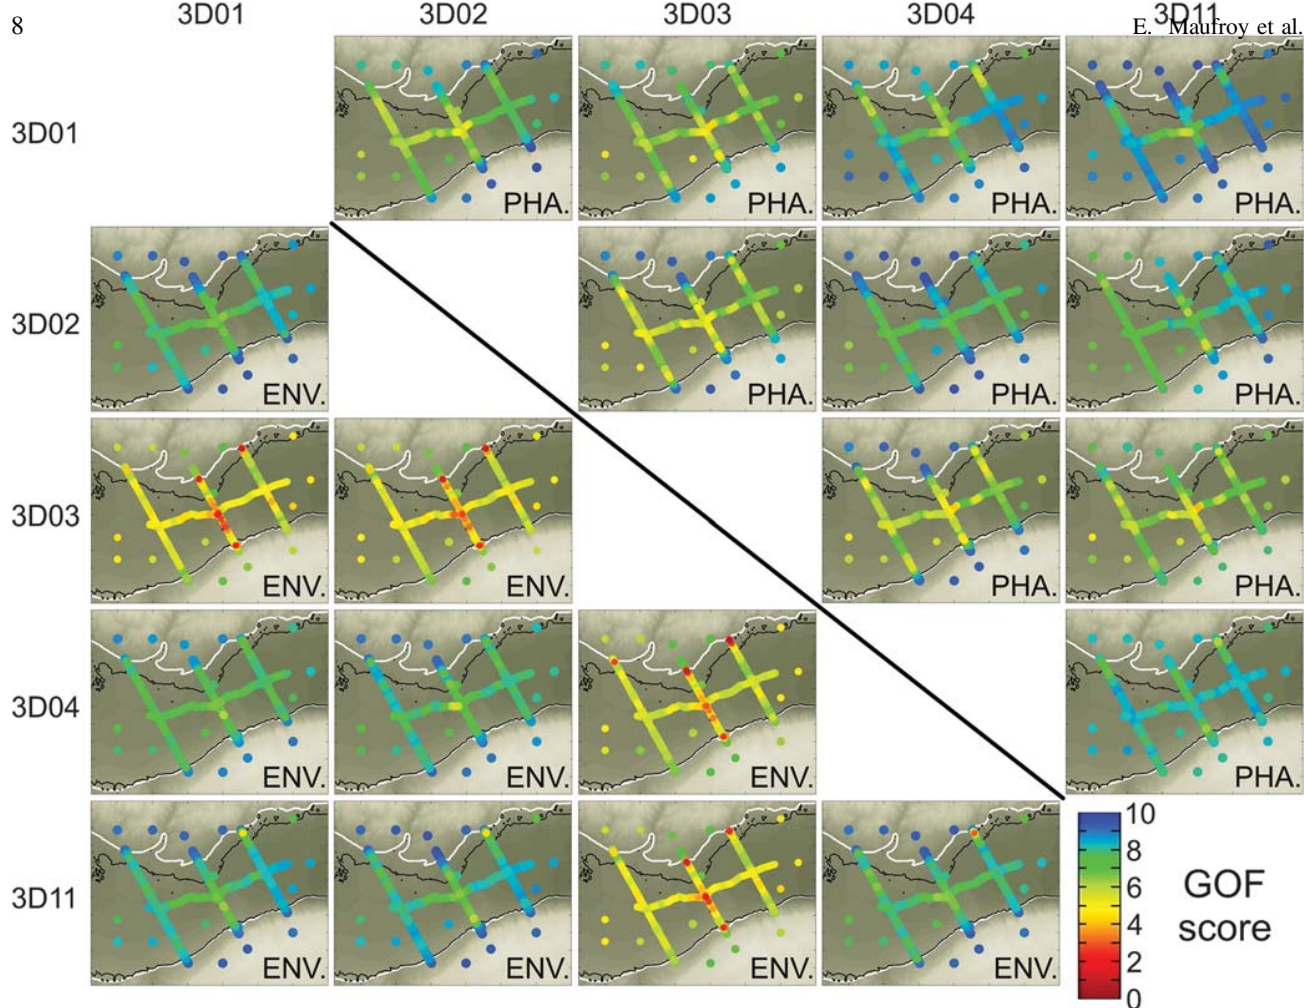 3D01 3D02 3D03 3D04 3D11
8 E. Maufroy et al.
3D01 PHA. PHA. PHA. PHA.
3D02 ENV. PHA. PHA. PHA.
3D03 ENV. ENV. PHA. PHA.
3D04 ENV. ENV. ENV. PHA.
3D11 ENV. ENV. ENV. ENV.
10
8
6
4
2
0
GOF
score